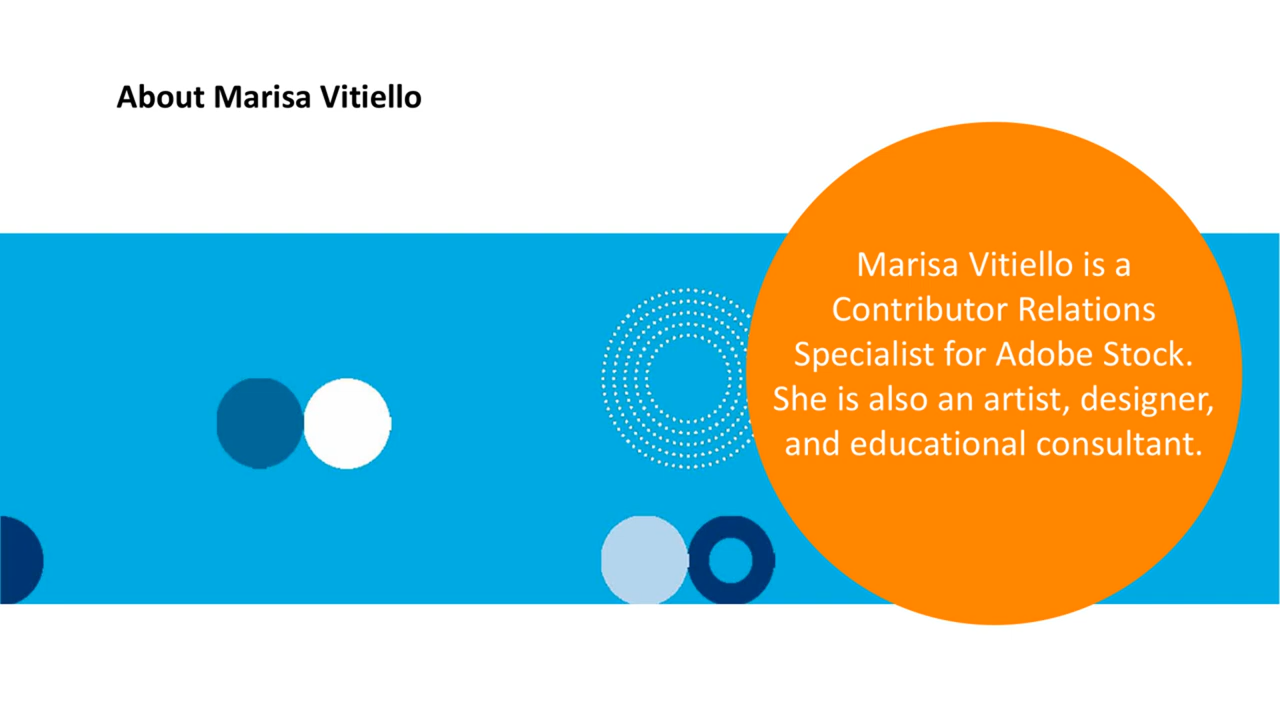 About Marisa Vitiello
Marisa Vitiello is a
Contributor Relations
Specialist for Adobe Stock.
She is also an artist, designer,
and educational consultant.